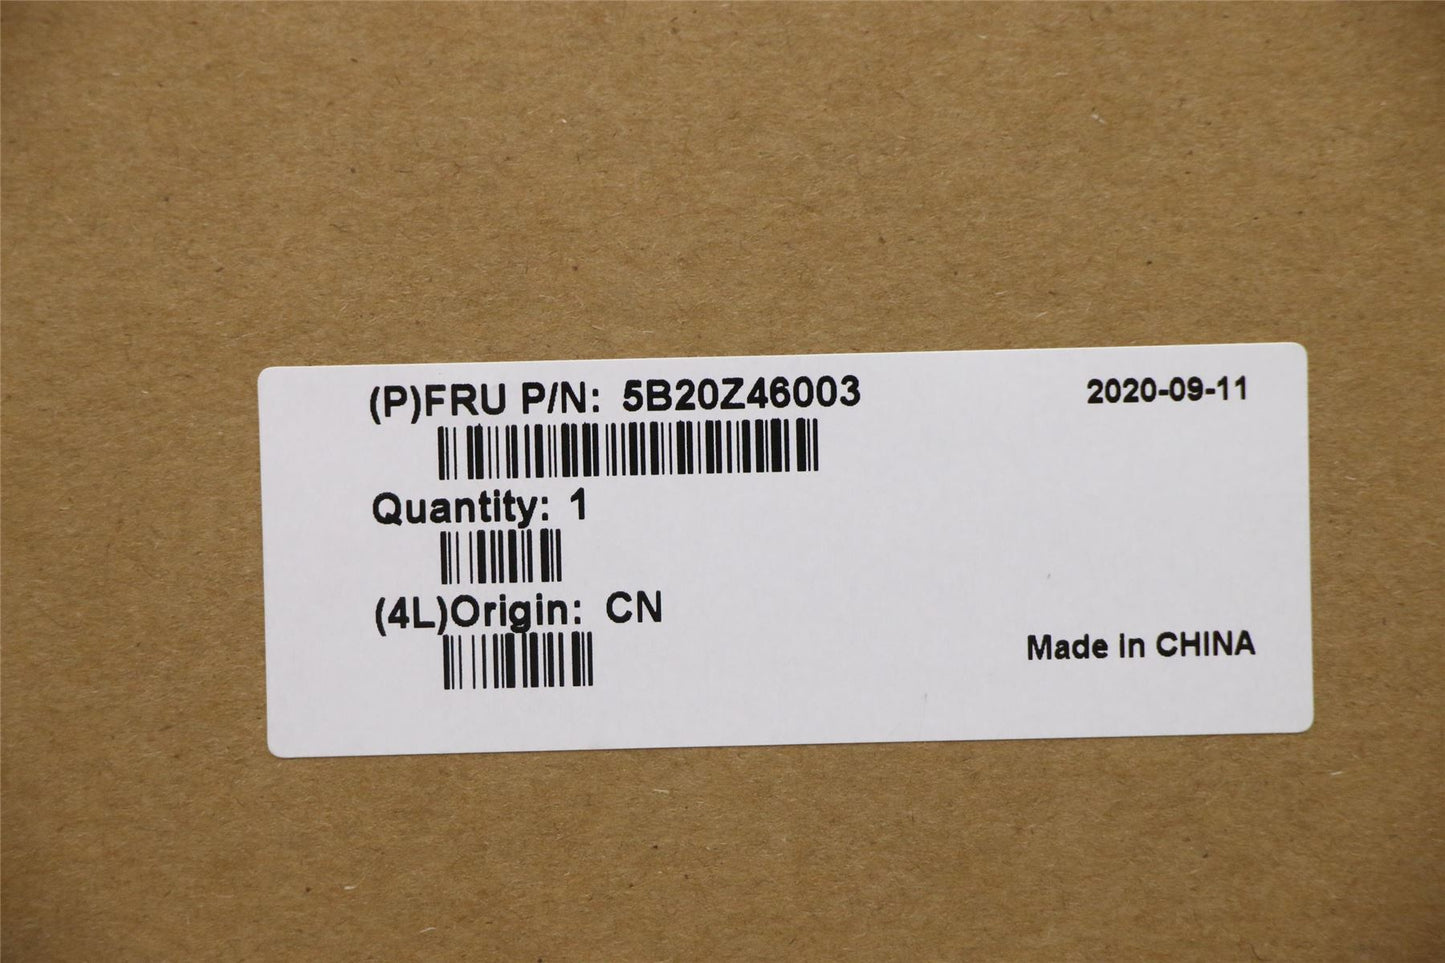 (P)FRU P/N: 5B20Z46003 2020-09-11
Quantity: 1
(4L)Origin: CN
Made in CHINA